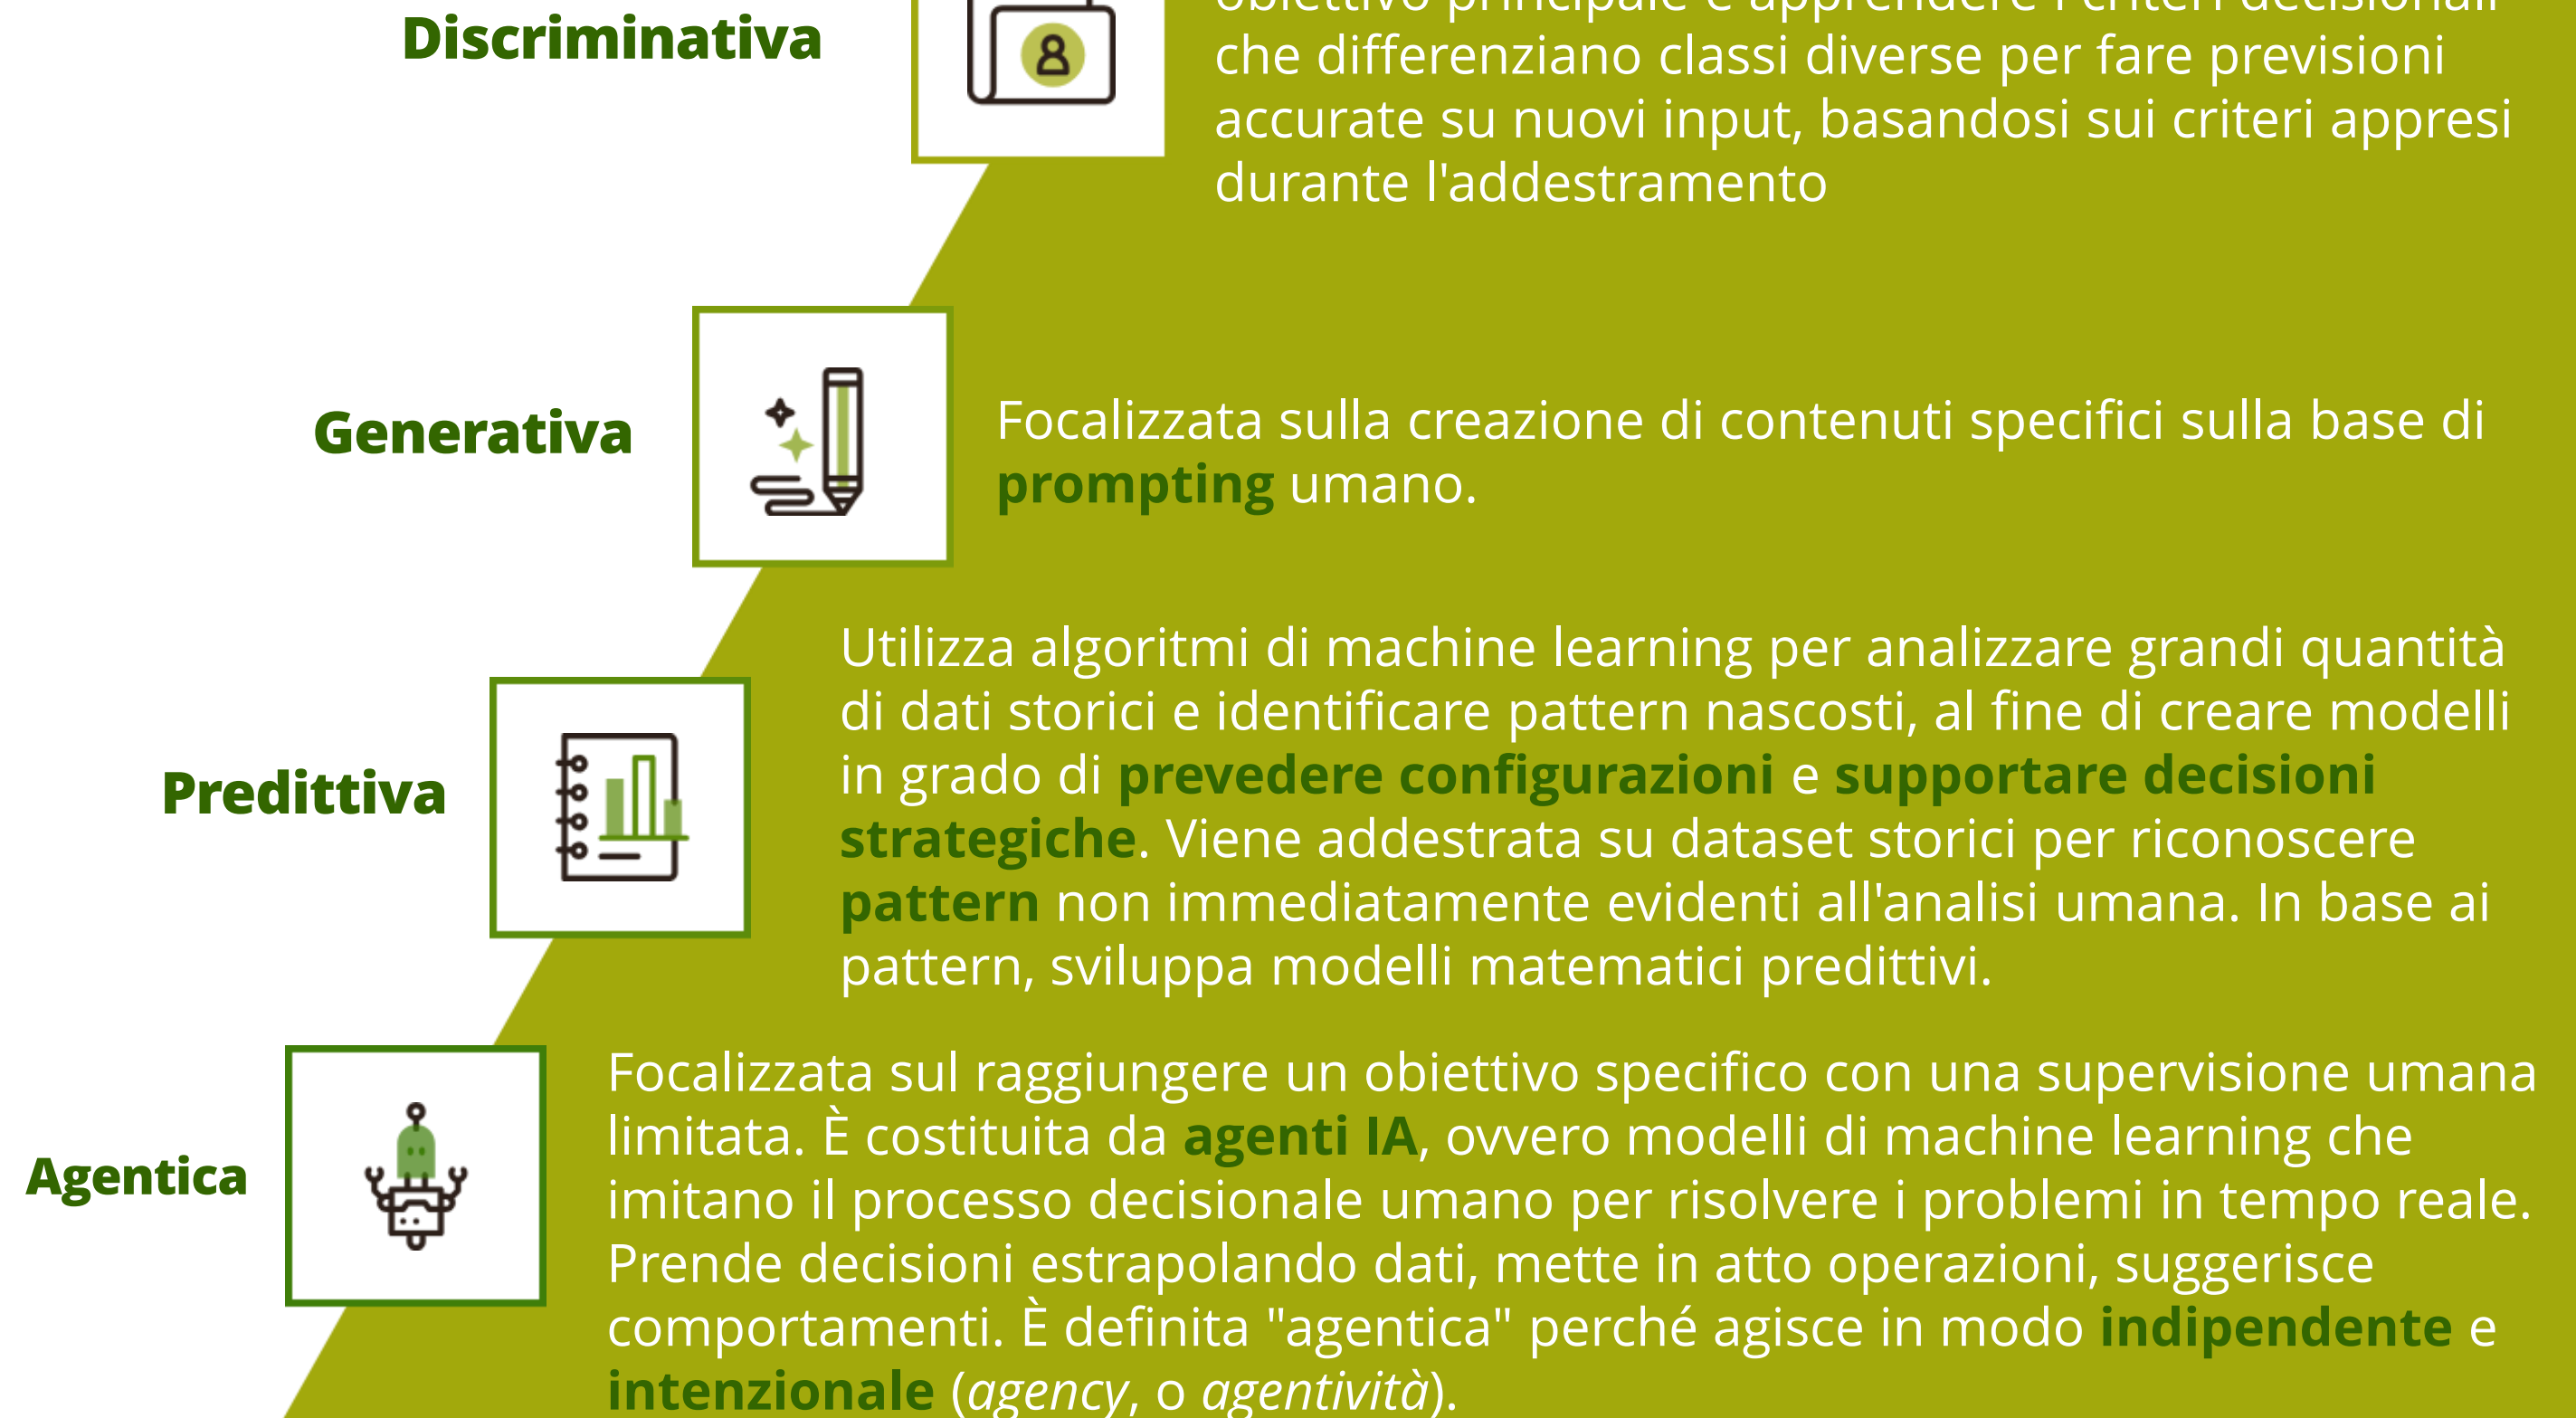 Discriminativa
obiettivo principale è apprendere i criteri decisionali
che differenziano classi diverse per fare previsioni
accurate su nuovi input, basandosi sui criteri appresi
durante l'addestramento
Generativa
Focalizzata sulla creazione di contenuti specifici sulla base di
prompting umano.
Predittiva
Utilizza algoritmi di machine learning per analizzare grandi quantità
di dati storici e identificare pattern nascosti, al fine di creare modelli
in grado di prevedere configurazioni e supportare decisioni
strategiche. Viene addestrata su dataset storici per riconoscere
pattern non immediatamente evidenti all'analisi umana. In base ai
pattern, sviluppa modelli matematici predittivi.
Agentica
Focalizzata sul raggiungere un obiettivo specifico con una supervisione umana
limitata. È costituita da agenti IA, ovvero modelli di machine learning che
imitano il processo decisionale umano per risolvere i problemi in tempo reale.
Prende decisioni estrapolando dati, mette in atto operazioni, suggerisce
comportamenti. È definita "agentica" perché agisce in modo indipendente e
intenzionale (agency, o agentività).